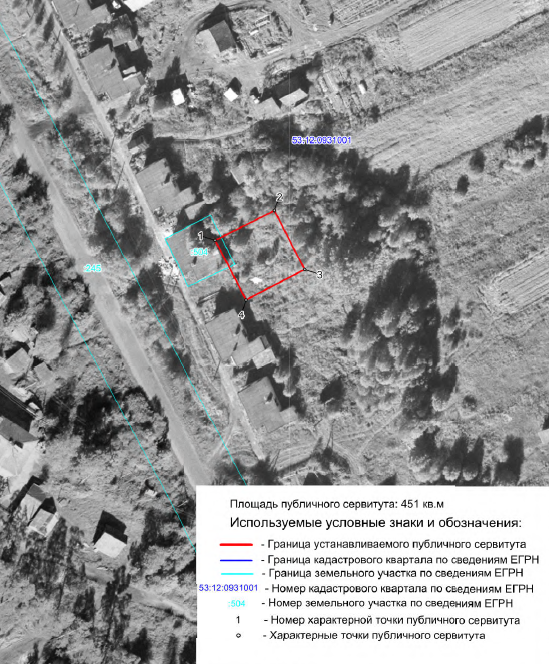 53:12:0931001
2
1
:504
3
:245
4
Площадь публичного сервитута: 451 кв.м
Используемые условные знаки и обозначения:
- Граница устанавливаемого публичного сервитута
- Граница кадастрового квартала по сведениям ЕГРН
- Граница земельного участка по сведениям ЕГРН
53:12:0931001 - Номер кадастрового квартала по сведениям ЕГРН
:504 - Номер земельного участка по сведениям ЕГРН
1 - Номер характерной точки публичного сервитута
- Характерные точки публичного сервитута